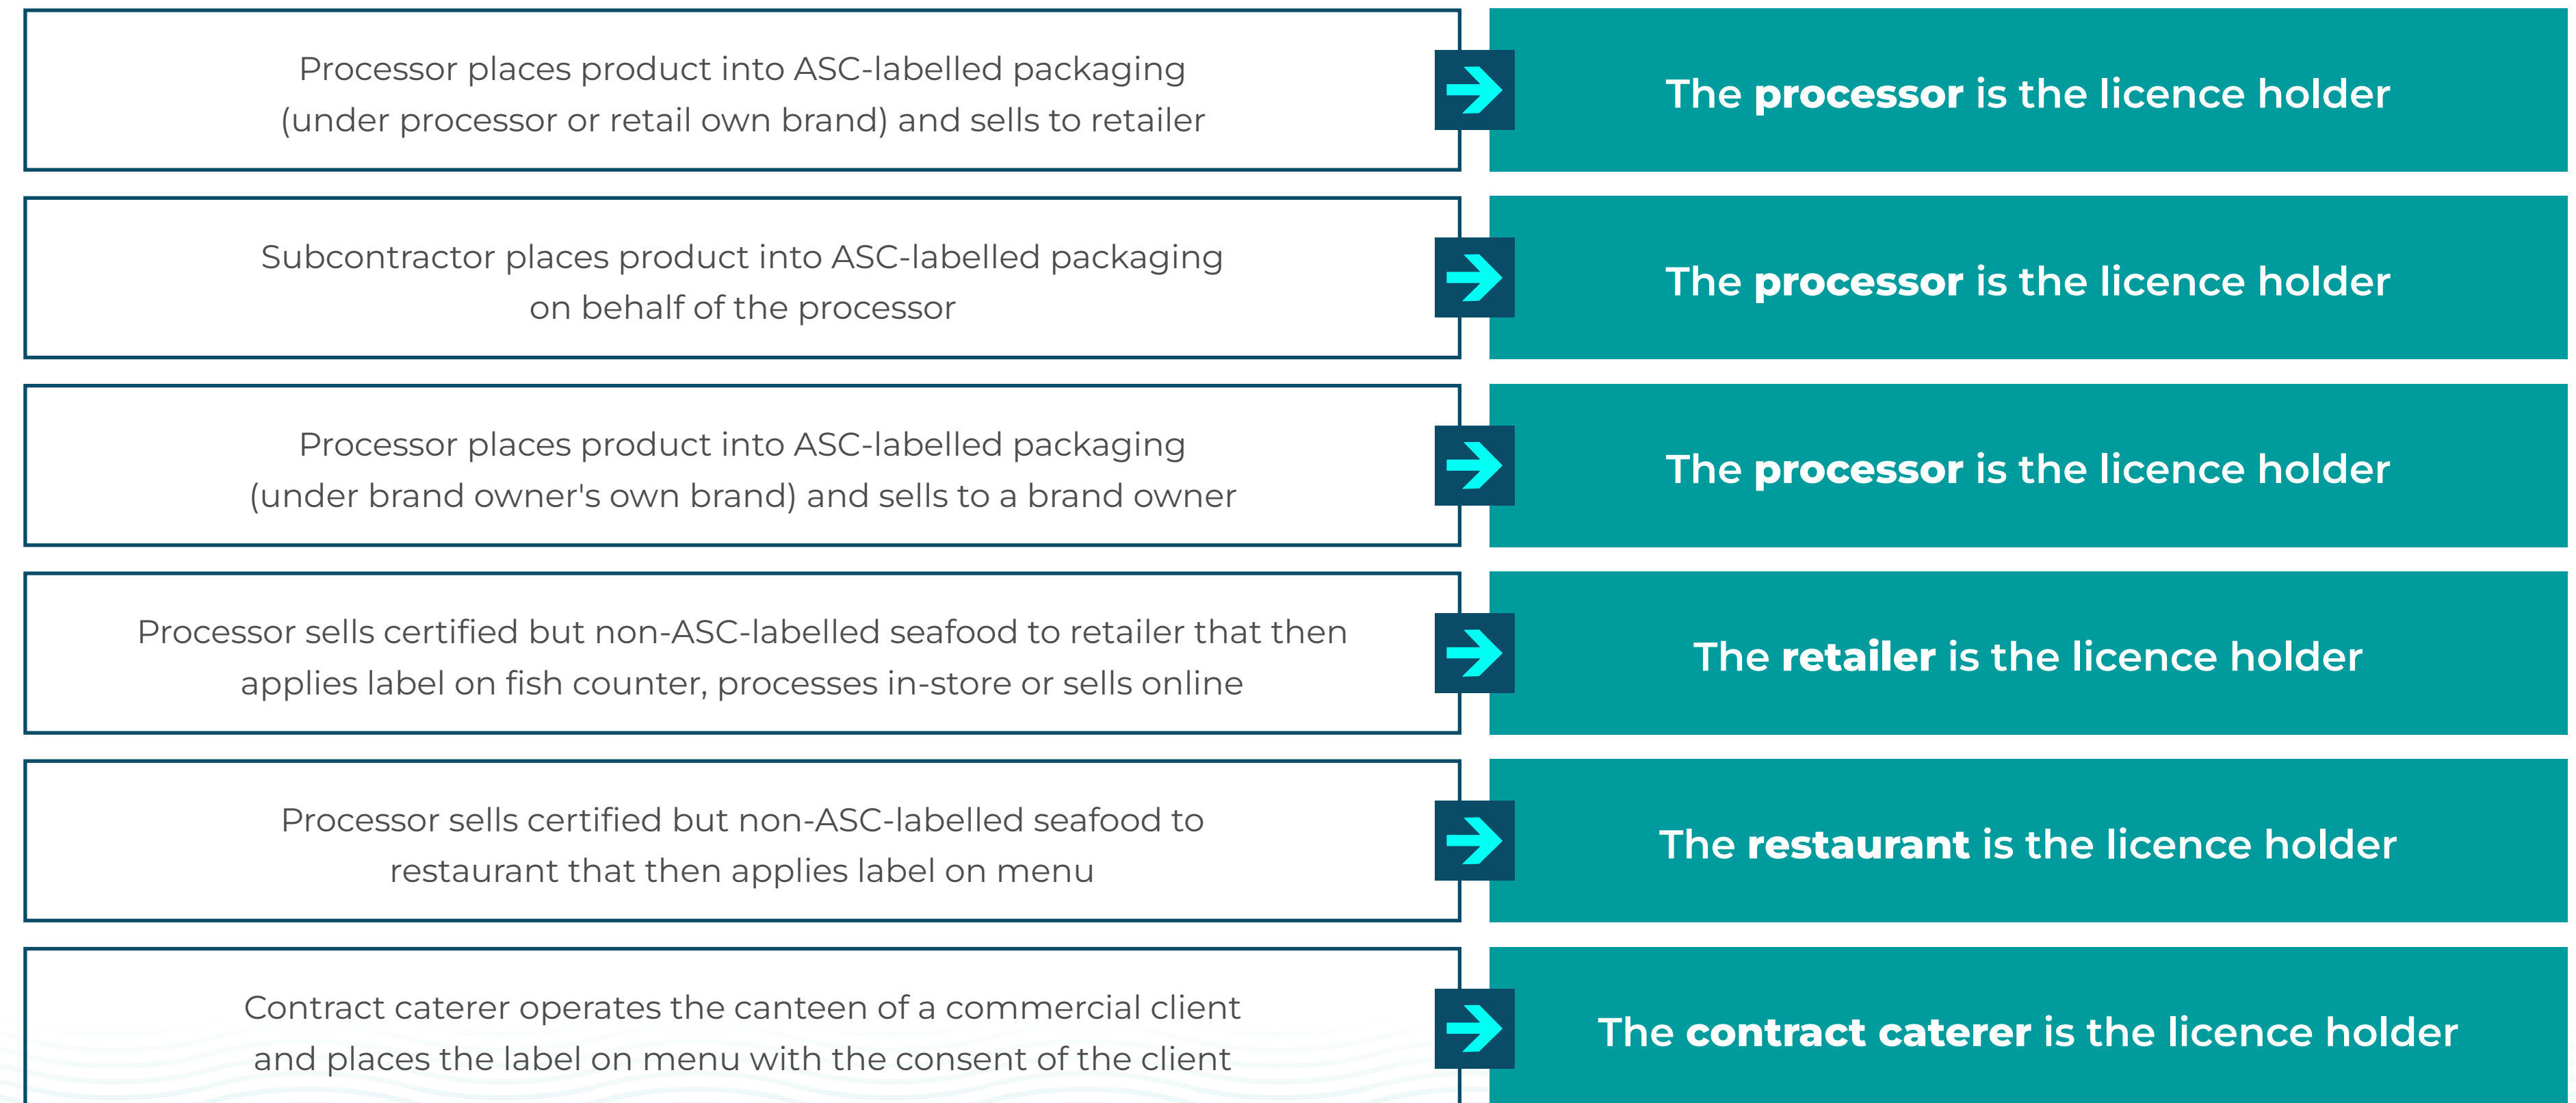 Processor places product into ASC-labelled packaging
(under processor or retail own brand) and sells to retailer
The processor is the licence holder
Subcontractor places product into ASC-labelled packaging
on behalf of the processor
The processor is the licence holder
Processor places product into ASC-labelled packaging
(under brand owner's own brand) and sells to a brand owner
The processor is the licence holder
Processor sells certified but non-ASC-labelled seafood to retailer that then
applies label on fish counter, processes in-store or sells online
The retailer is the licence holder
Processor sells certified but non-ASC-labelled seafood to
restaurant that then applies label on menu
The restaurant is the licence holder
Contract caterer operates the canteen of a commercial client
and places the label on menu with the consent of the client
The contract caterer is the licence holder